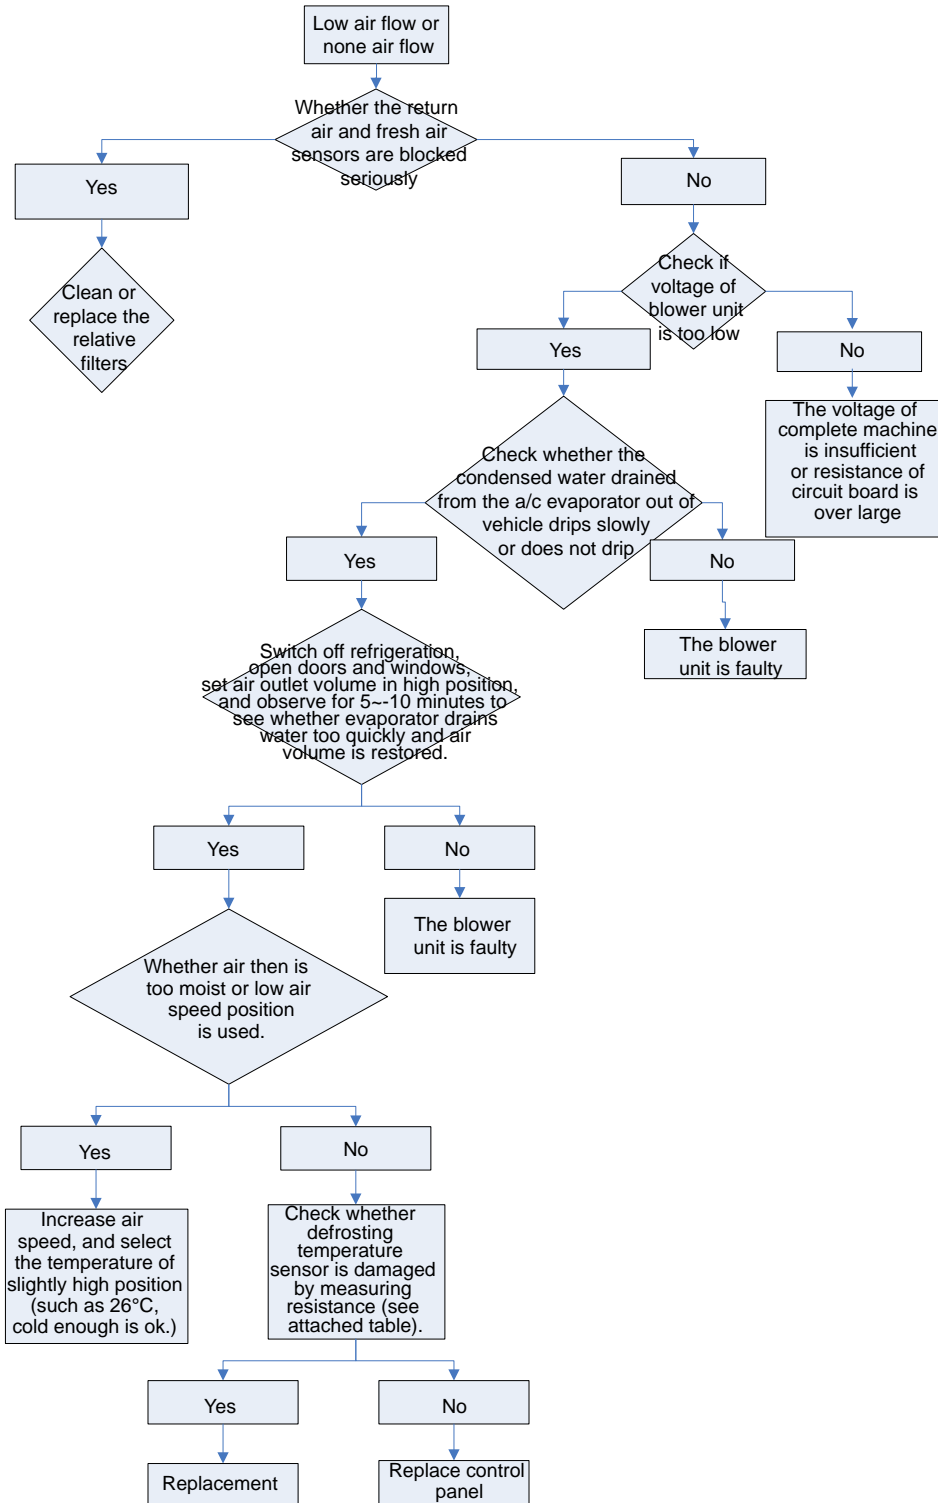 Low air flow or
none air flow
Whether the return
air and fresh air
sensors are blocked
seriously
Yes
No
Clean or
replace the
relative
filters
Check if
voltage of
blower unit
is too low
Yes
No
The voltage of
complete machine
is insufficient
or resistance of
circuit board is
over large
Check whether the
condensed water drained
from the a/c evaporator out of
vehicle drips slowly
or does not drip
Yes
No
The blower
unit is faulty
Switch off refrigeration,
open doors and windows,
set air outlet volume in high position,
and observe for 5~-10 minutes to
see whether evaporator drains
water too quickly and air
volume is restored.
Yes
No
The blower
unit is faulty
Whether air then is
too moist or low air
speed position
is used.
Yes
No
Increase air
speed, and select
the temperature of
slightly high position
(such as 26°C,
cold enough is ok.)
Check whether
defrosting
temperature
sensor is damaged
by measuring
resistance (see
attached table).
Yes
No
Replacement
Replace control
panel